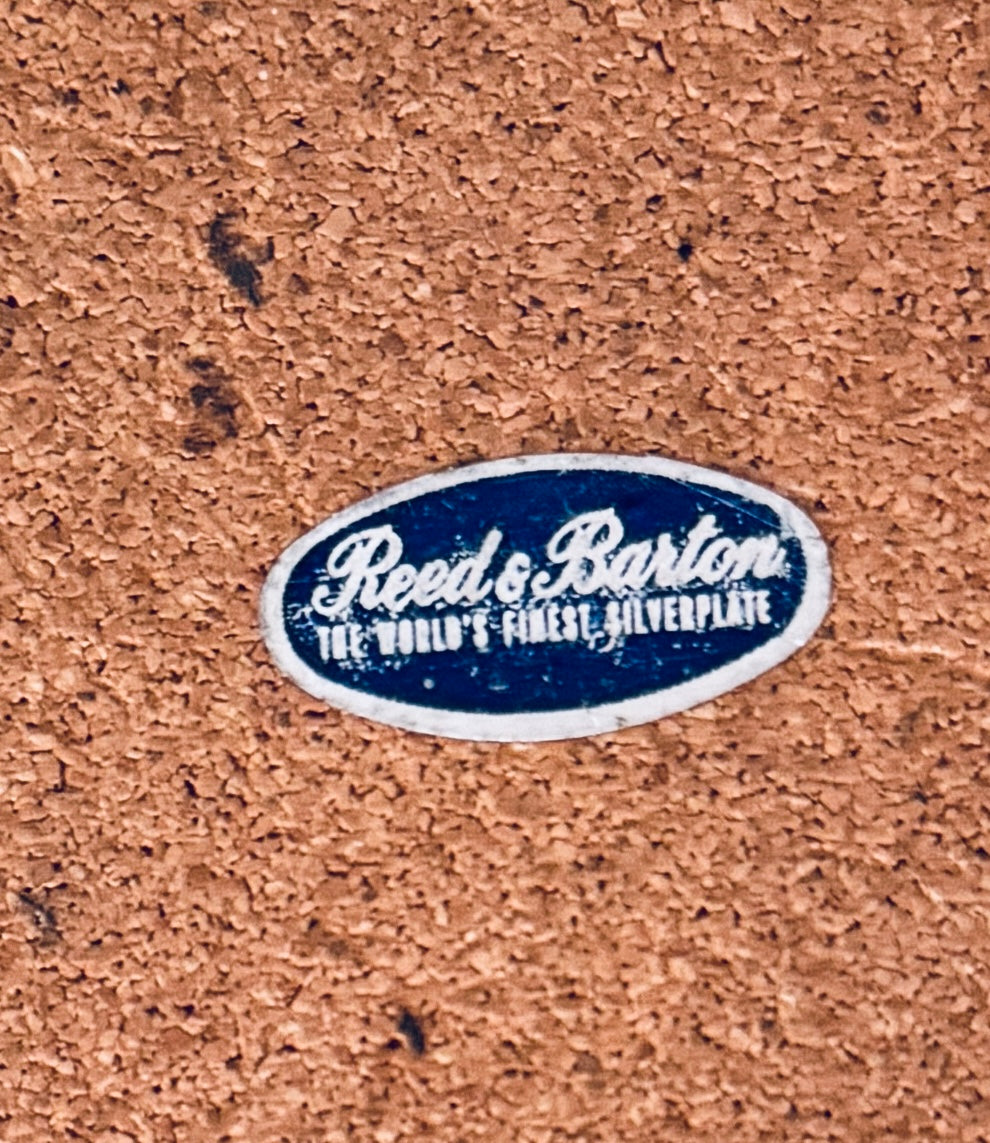 Reed & Barton
THE WORLD'S FINEST SILVERPLATE